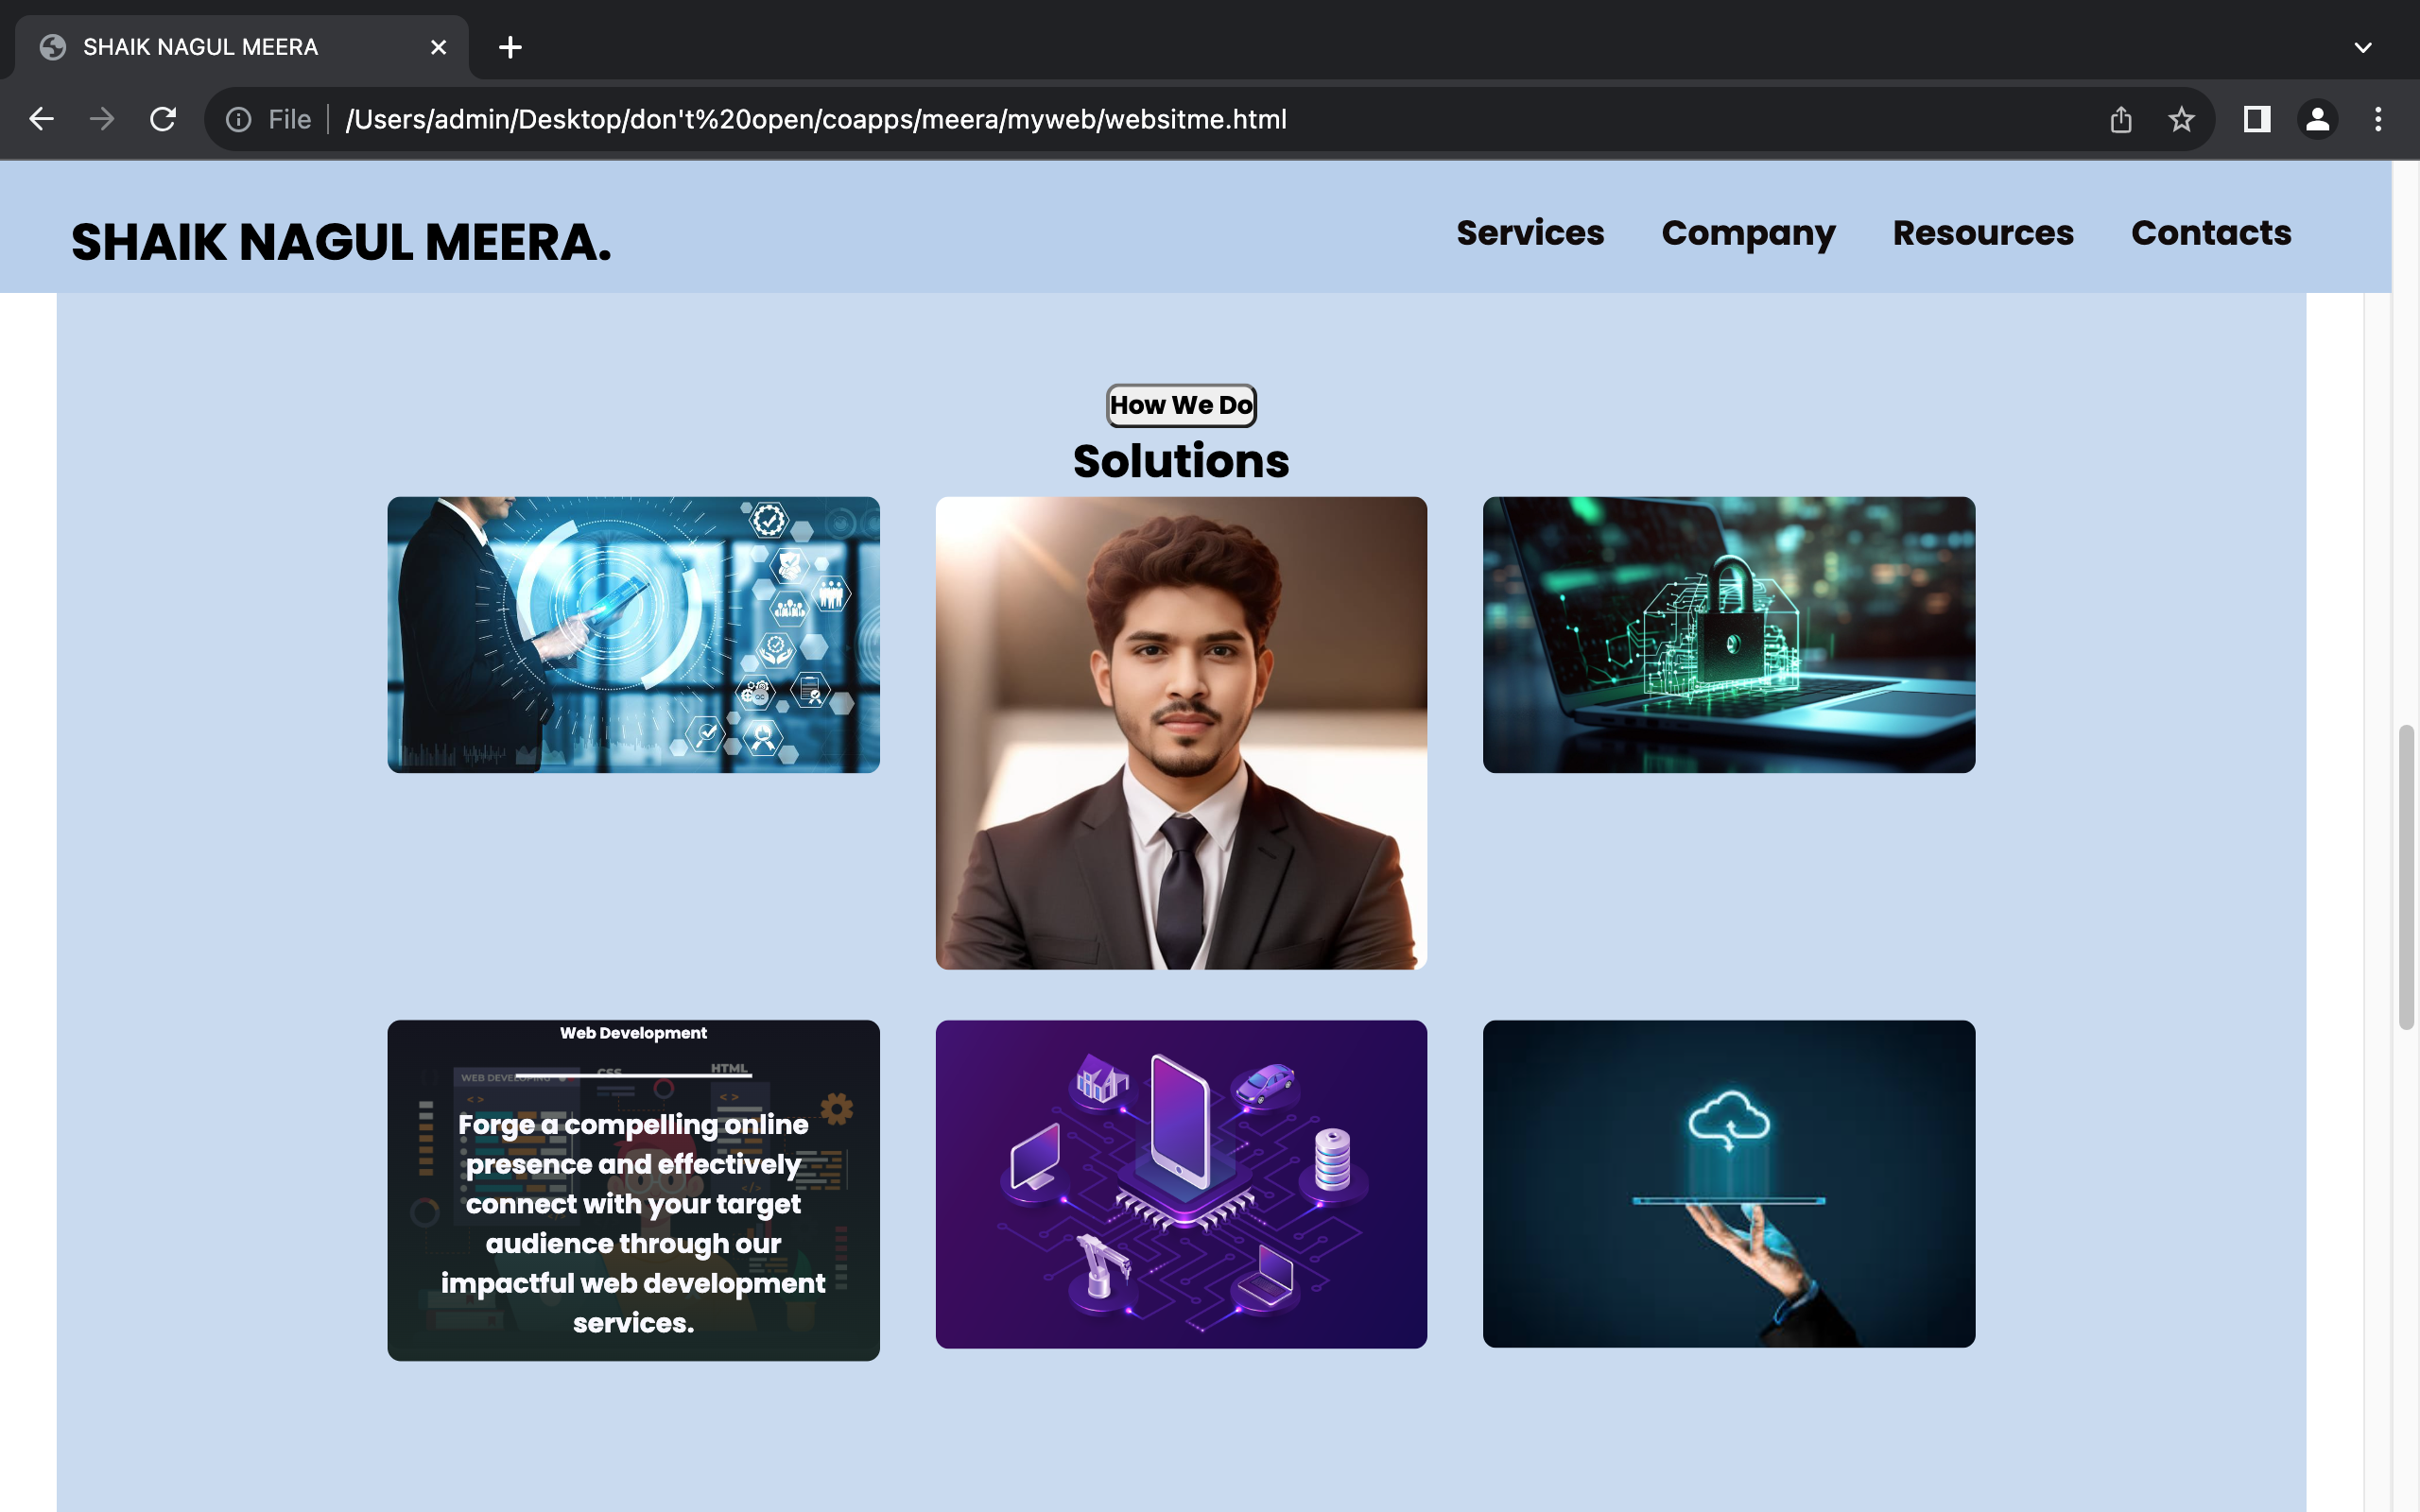 SHAIK NAGUL MEERA
File
/Users/admin/Desktop/don't%20open/coapps/meera/myweb/websitme.html
SHAIK NAGUL MEERA.
Services Company Resources Contacts
How We Do
Solutions
QC
Web Development
WEB DEVELOPING
CSS
HTML
Forge a compelling online
presence and effectively
connect with your target
audience through our
impactful web development
services.